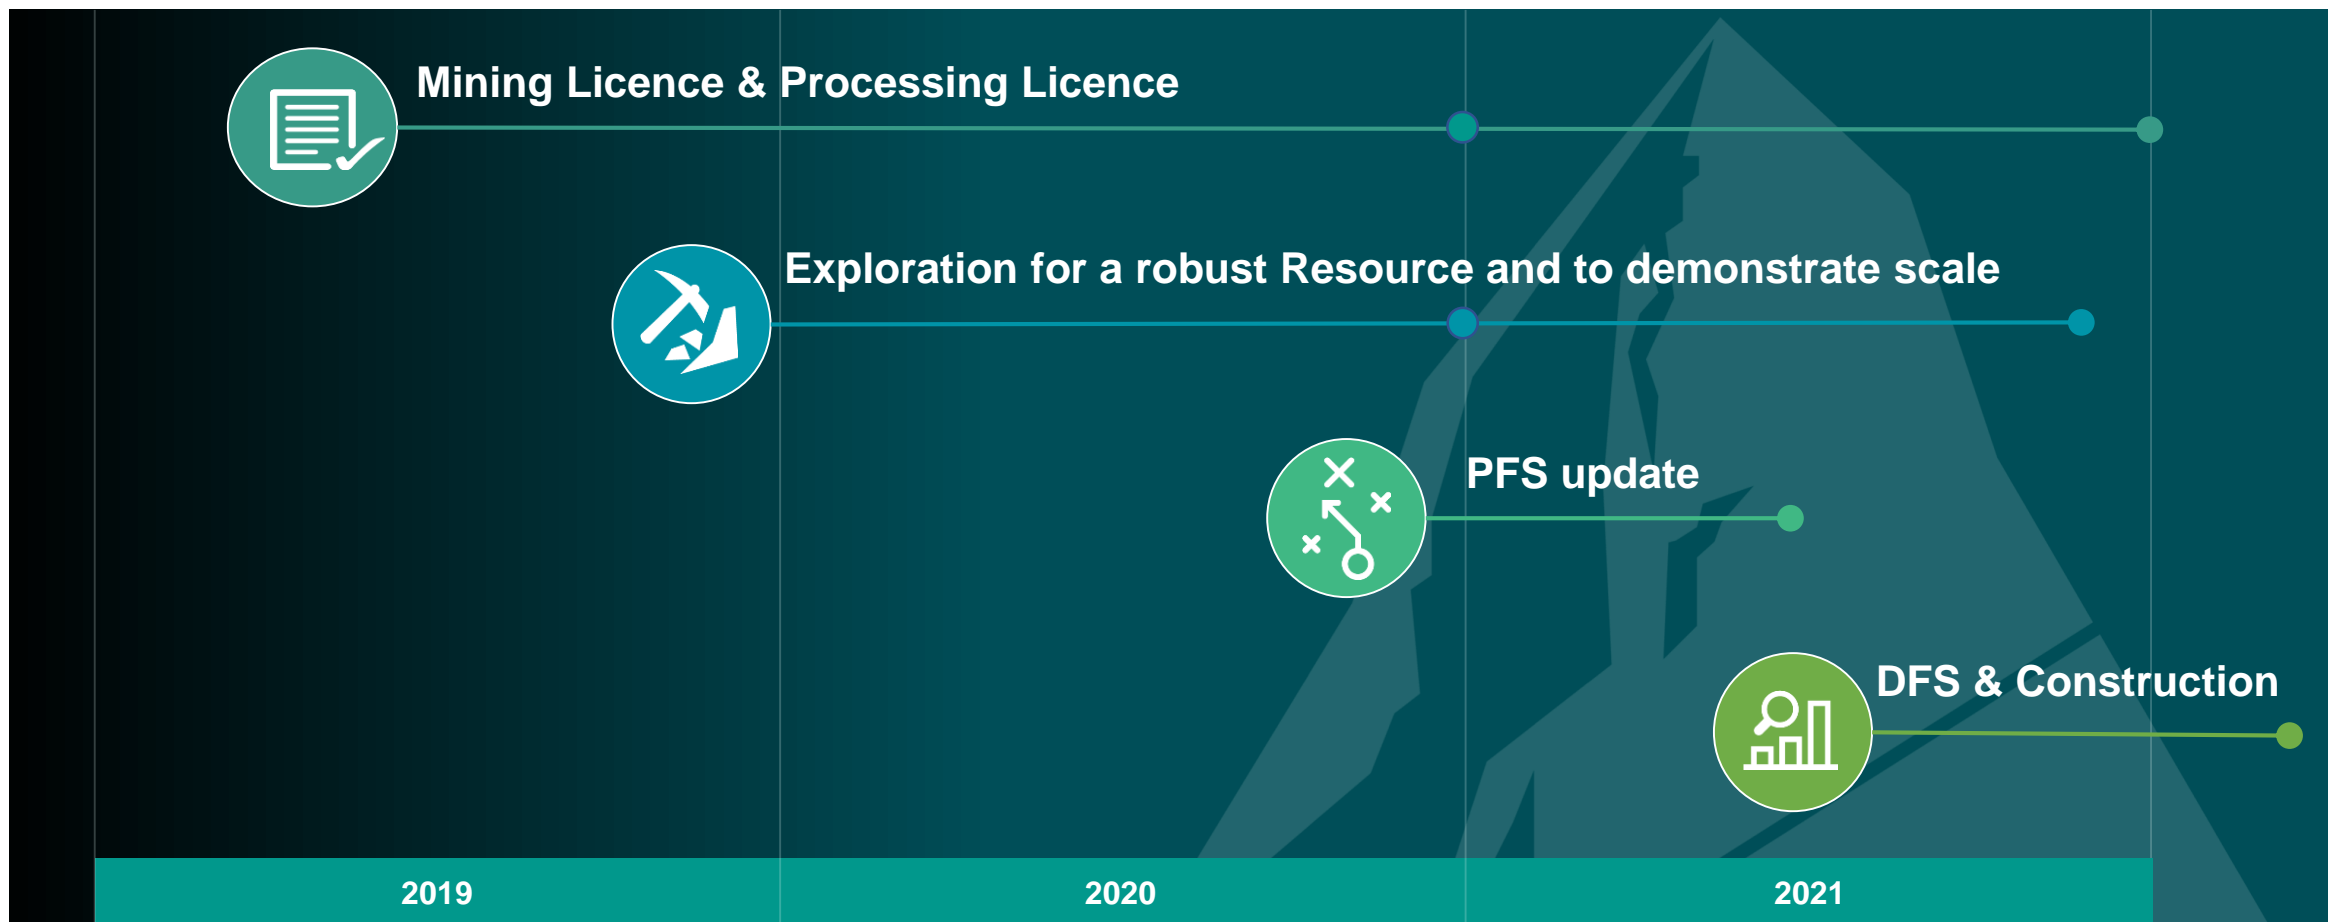 Mining Licence & Processing Licence
Exploration for a robust Resource and to demonstrate scale
PFS update
DFS & Construction
2019
2020
2021